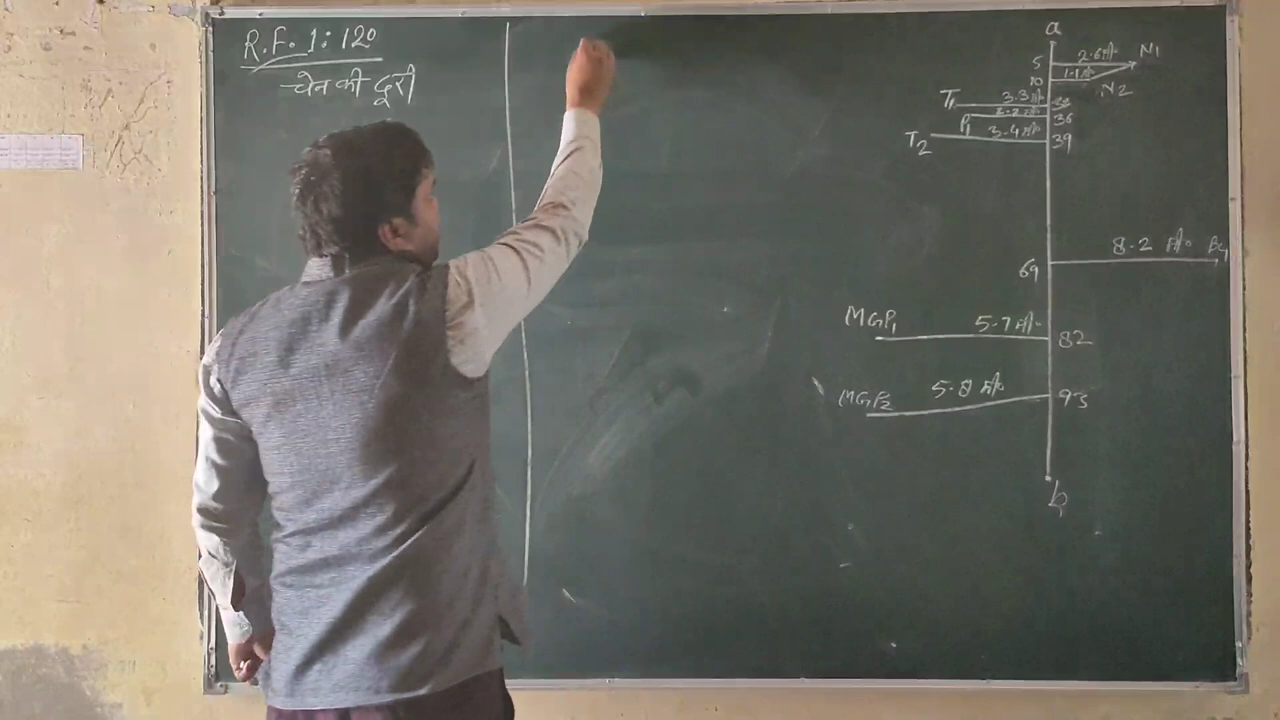 R.F. 1:120
चेन की दूरी
a
5 2.6 मी० N1
10 1.1 मी० N2
T1 3.3 मी०
P1 2.2 मी० 36
T2 3.4 मी० 39
69 8.2 मी०
MGP1 5.7 मी० 82
MGP2 5.8 मी० 95
b